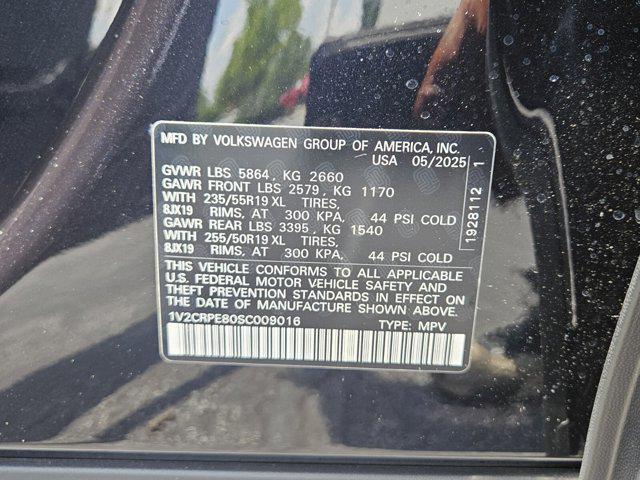 MFD BY VOLKSWAGEN GROUP OF AMERICA, INC.
USA 05/2025
GVWR LBS 5864, KG 2660
GAWR FRONT LBS 2579, KG 1170
WITH 235/55R19 XL TIRES,
8JX19 RIMS, AT 300 KPA, 44 PSI COLD
GAWR REAR LBS 3395, KG 1540
WITH 255/50R19 XL TIRES,
8JX19 RIMS, AT 300 KPA, 44 PSI COLD
THIS VEHICLE CONFORMS TO ALL APPLICABLE
U.S. FEDERAL MOTOR VEHICLE SAFETY AND
THEFT PREVENTION STANDARDS IN EFFECT ON
THE DATE OF MANUFACTURE SHOWN ABOVE.
1V2CRPE80SC009016 TYPE: MPV
1928112 1